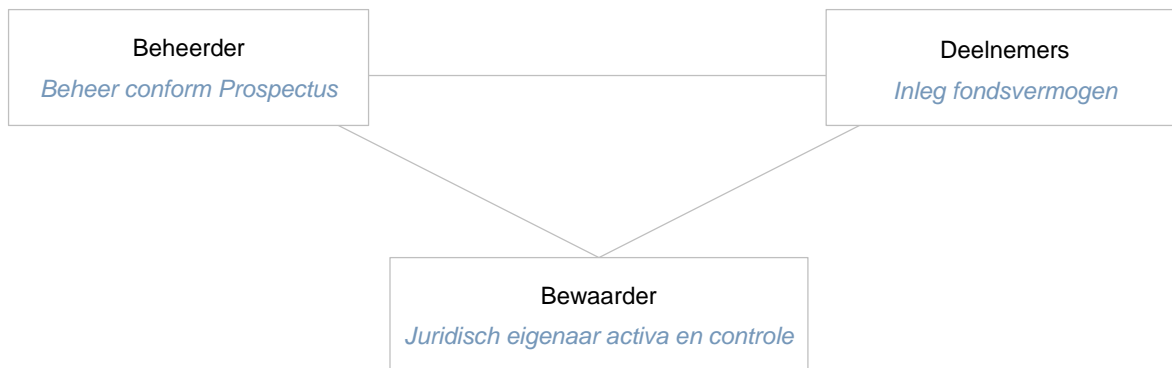 Beheerder
Beheer conform Prospectus
Deelnemers
Inleg fondsvermogen
Bewaarder
Juridisch eigenaar activa en controle